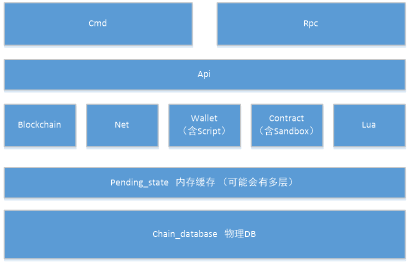 Cmd
Rpc
Api
Blockchain
Net
Wallet
（含Script）
Contract
（含Sandbox）
Lua
Pending_state 内存缓存 （可能会有多层）
Chain_database 物理DB